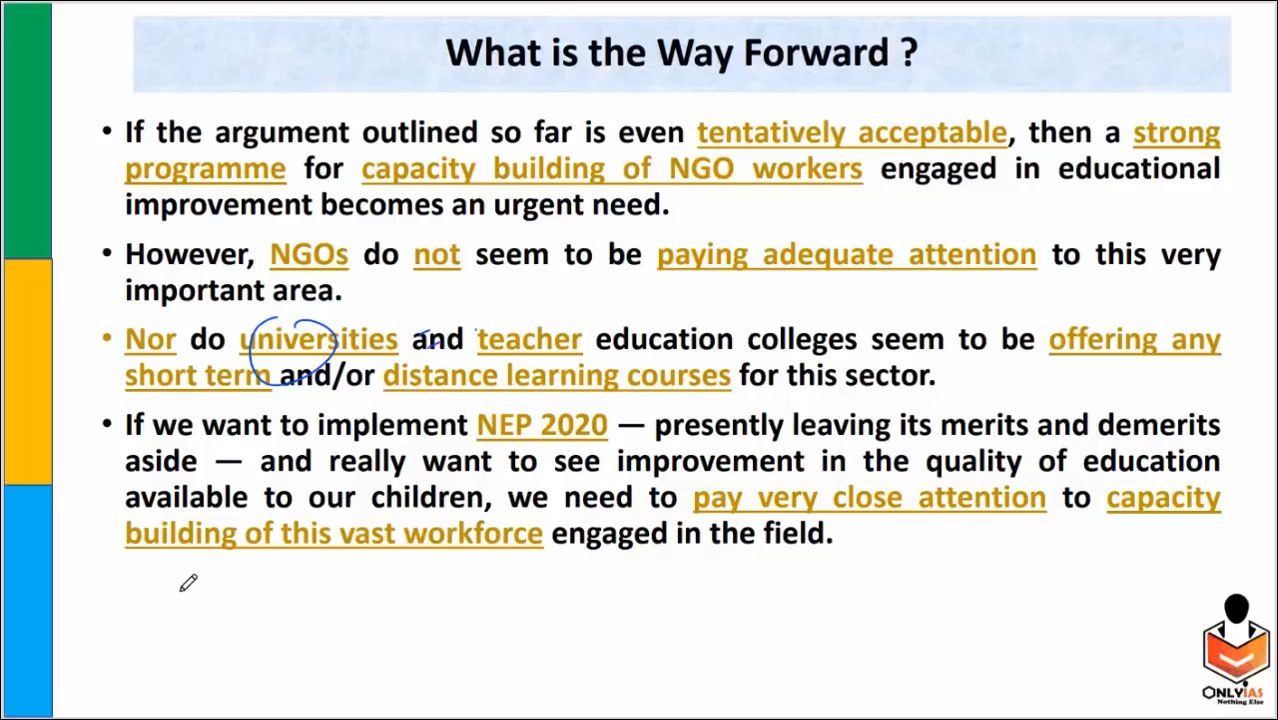 What is the Way Forward ?
• If the argument outlined so far is even tentatively acceptable, then a strong
programme for capacity building of NGO workers engaged in educational
improvement becomes an urgent need.
• However, NGOs do not seem to be paying adequate attention to this very
important area.
• Nor do universities and teacher education colleges seem to be offering any
short term and/or distance learning courses for this sector.
• If we want to implement NEP 2020 — presently leaving its merits and demerits
aside — and really want to see improvement in the quality of education
available to our children, we need to pay very close attention to capacity
building of this vast workforce engaged in the field.
ONLYIAS
Nothing Else